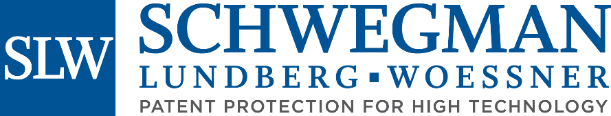 SLW
SCHWEGMAN
LUNDBERG ▪ WOESSNER
PATENT PROTECTION FOR HIGH TECHNOLOGY